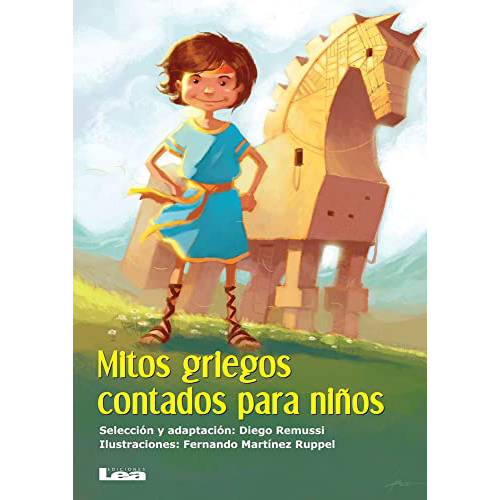 Mitos griegos
contados para niños
Selección y adaptación: Diego Remussi
Ilustraciones: Fernando Martínez Ruppel
EDICIONES
Lea